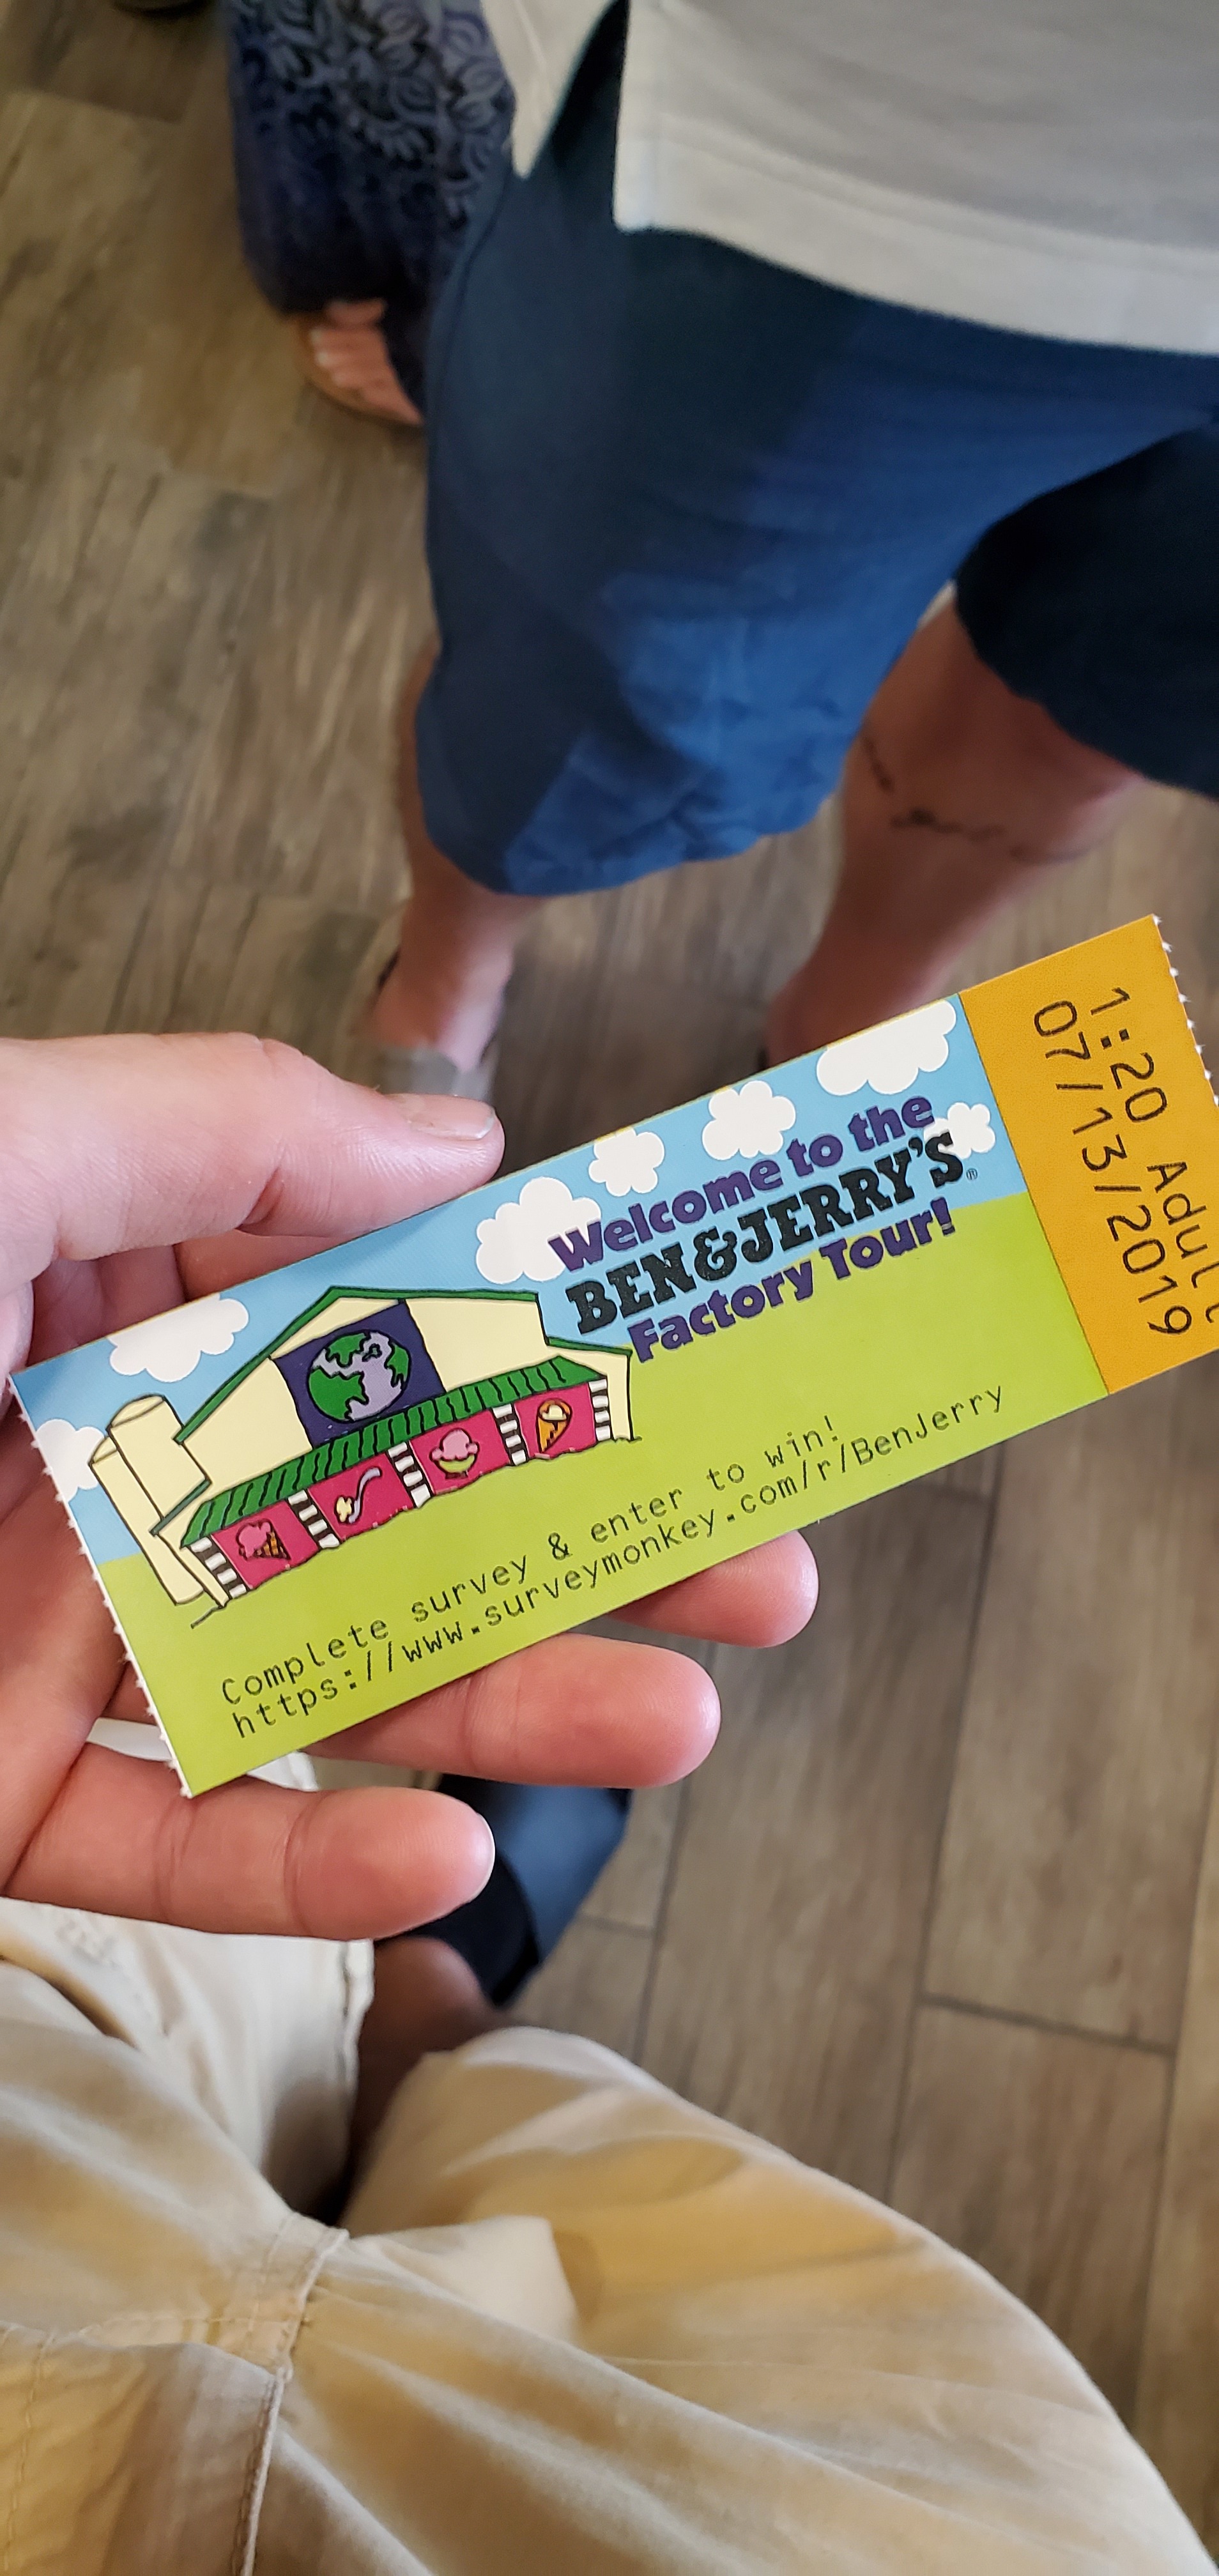 Welcome to the
BEN&JERRY'S®
Factory Tour!
Complete survey & enter to win!
https://www.surveymonkey.com/r/BenJerry
1:20 Adult
07/13/2019